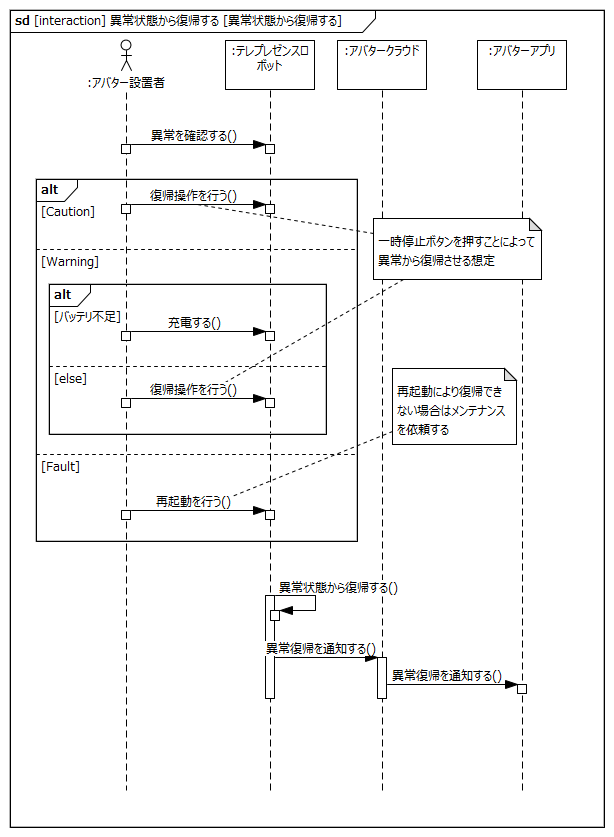 sd [interaction] 異常状態から復帰する [異常状態から復帰する]
:アバター設置者
:テレプレゼンスロ
ボット
:アバタークラウド
:アバターアプリ
異常を確認する()
alt
復帰操作を行う()
[Caution]
一時停止ボタンを押すことによって
異常から復帰させる想定
[Warning]
alt
[バッテリ不足]
充電する()
[else]
復帰操作を行う()
再起動により復帰でき
ない場合はメンテナンス
を依頼する
[Fault]
再起動を行う()
異常状態から復帰する()
異常復帰を通知する()
異常復帰を通知する()